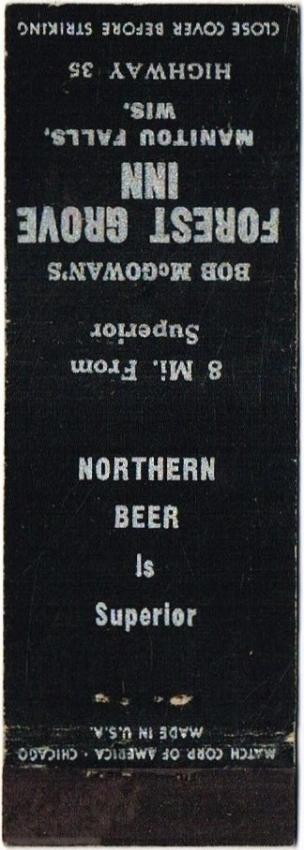 CLOSE COVER BEFORE STRIKING
HIGHWAY 35
MANITOU FALLS,
WIS.
FOREST GROVE
INN
BOB McGOWAN'S
8 Mi. From
Superior
NORTHERN
BEER
Is
Superior
MADE IN U.S.A.
MATCH CORP. OF AMERICA · CHICAGO